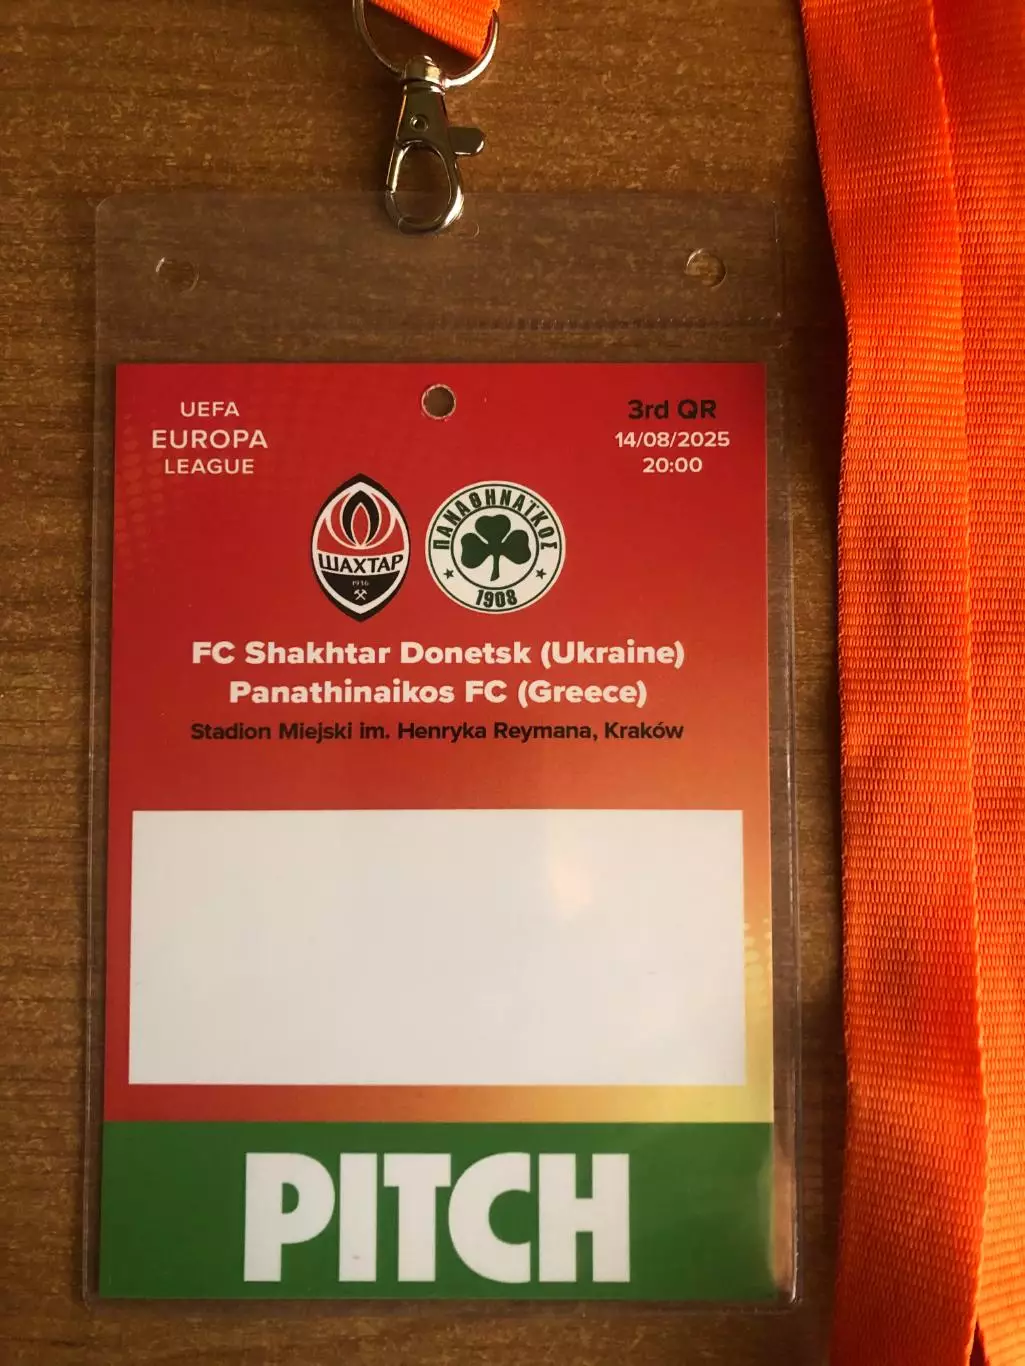 UEFA
EUROPA
LEAGUE
3rd QR
14/08/2025
20:00
ШАХТАР
1936
ΠΑΝΑΘΗΝΑΪΚΟΣ
1908
FC Shakhtar Donetsk (Ukraine)
Panathinaikos FC (Greece)
Stadion Miejski im. Henryka Reymana, Kraków
PITCH